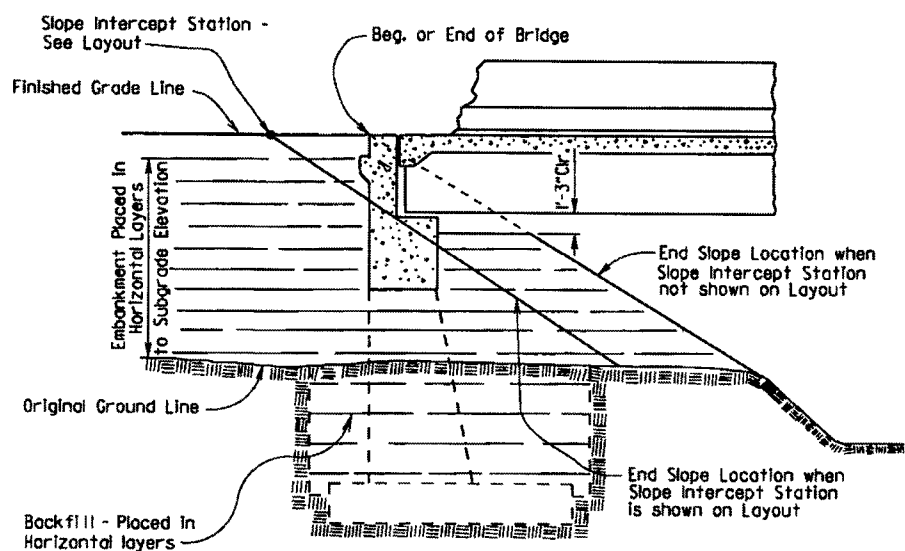 Slope Intercept Station -
See Layout
Beg. or End of Bridge
Finished Grade Line
Embankment Placed in
Horizontal Layers
to Subgrade Elevation
1'-3" Clr.
End Slope Location when
Slope Intercept Station
not shown on Layout
Original Ground Line
End Slope Location when
Slope Intercept Station
is shown on Layout
Backfill - Placed in
Horizontal layers